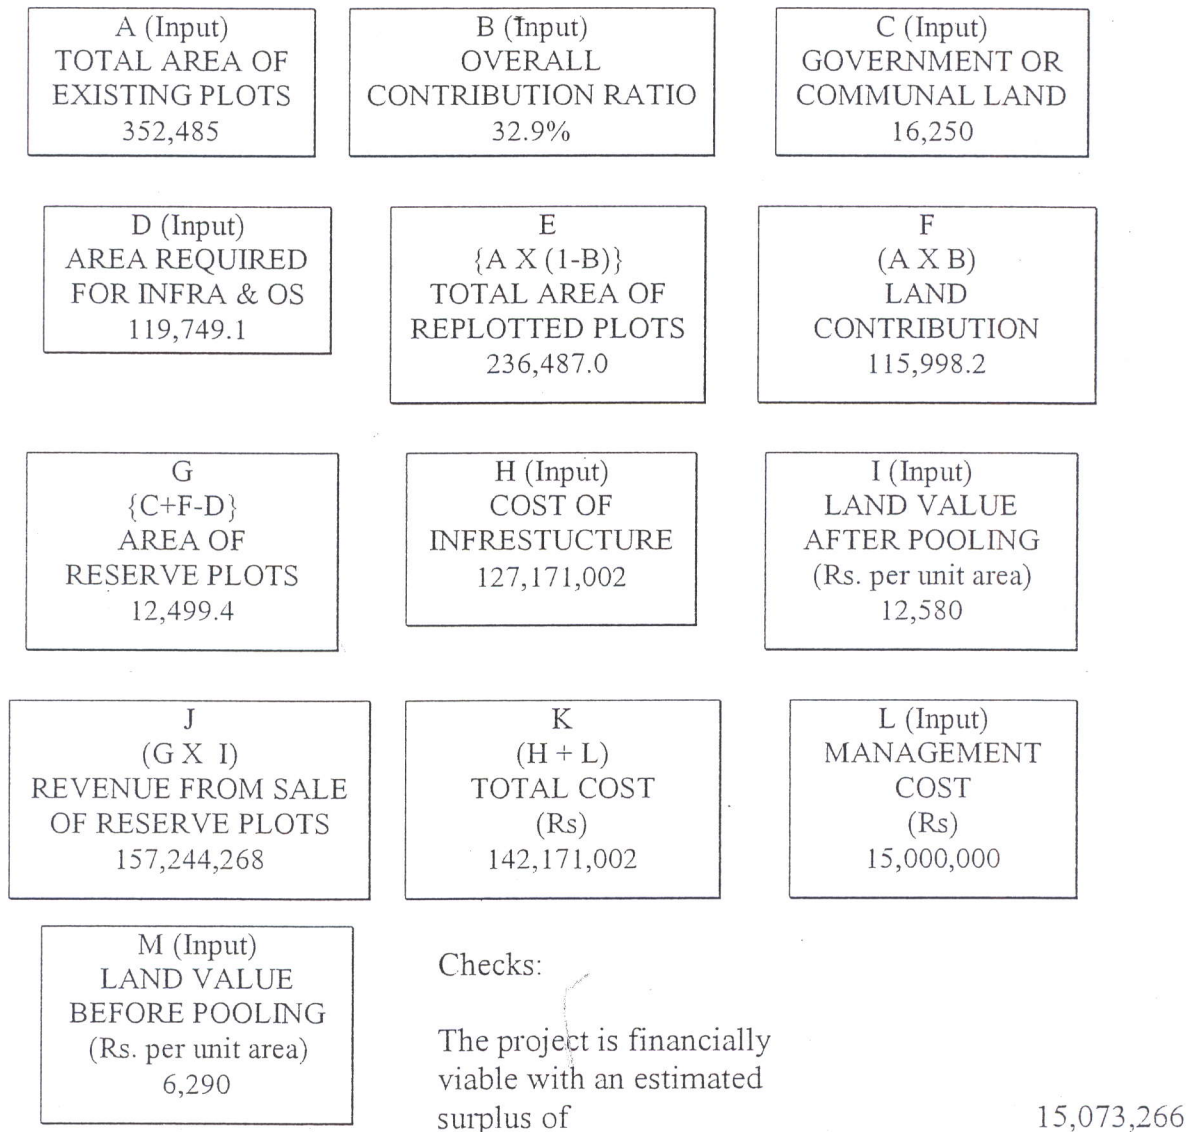 A (Input)
TOTAL AREA OF
EXISTING PLOTS
352,485
B (Input)
OVERALL
CONTRIBUTION RATIO
32.9%
C (Input)
GOVERNMENT OR
COMMUNAL LAND
16,250
D (Input)
AREA REQUIRED
FOR INFRA & OS
119,749.1
E
{A X (1-B)}
TOTAL AREA OF
REPLOTTED PLOTS
236,487.0
F
(A X B)
LAND
CONTRIBUTION
115,998.2
G
{C+F-D}
AREA OF
RESERVE PLOTS
12,499.4
H (Input)
COST OF
INFRESTUCTURE
127,171,002
I (Input)
LAND VALUE
AFTER POOLING
(Rs. per unit area)
12,580
J
(G X I)
REVENUE FROM SALE
OF RESERVE PLOTS
157,244,268
K
(H + L)
TOTAL COST
(Rs)
142,171,002
L (Input)
MANAGEMENT
COST
(Rs)
15,000,000
M (Input)
LAND VALUE
BEFORE POOLING
(Rs. per unit area)
6,290
Checks:
The project is financially
viable with an estimated
surplus of 15,073,266